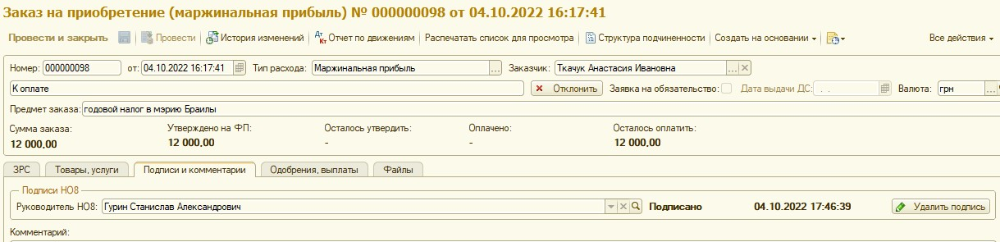 Заказ на приобретение (маржинальная прибыль) № 000000098 от 04.10.2022 16:17:41
Провести и закрыть Провести История изменений Дт Кт Отчет по движениям Распечатать список для просмотра Структура подчиненности Создать на основании Все действия
Номер: 000000098 от: 04.10.2022 16:17:41 Тип расхода: Маржинальная прибыль ... Заказчик: Ткачук Анастасия Ивановна ...
К оплате Отклонить Заявка на обязательство: Дата выдачи ДС: . . Валюта: грн ...
Предмет заказа: годовой налог в мэрию Браилы
Сумма заказа: Утверждено на ФП: Осталось утвердить: Оплачено: Осталось оплатить:
12 000,00 12 000,00 - - 12 000,00
ЗРС Товары, услуги Подписи и комментарии Одобрения, выплаты Файлы
Подписи НО8
Руководитель НО8: Гурин Станислав Александрович Подписано 04.10.2022 17:46:39 Удалить подпись
Комментарий: